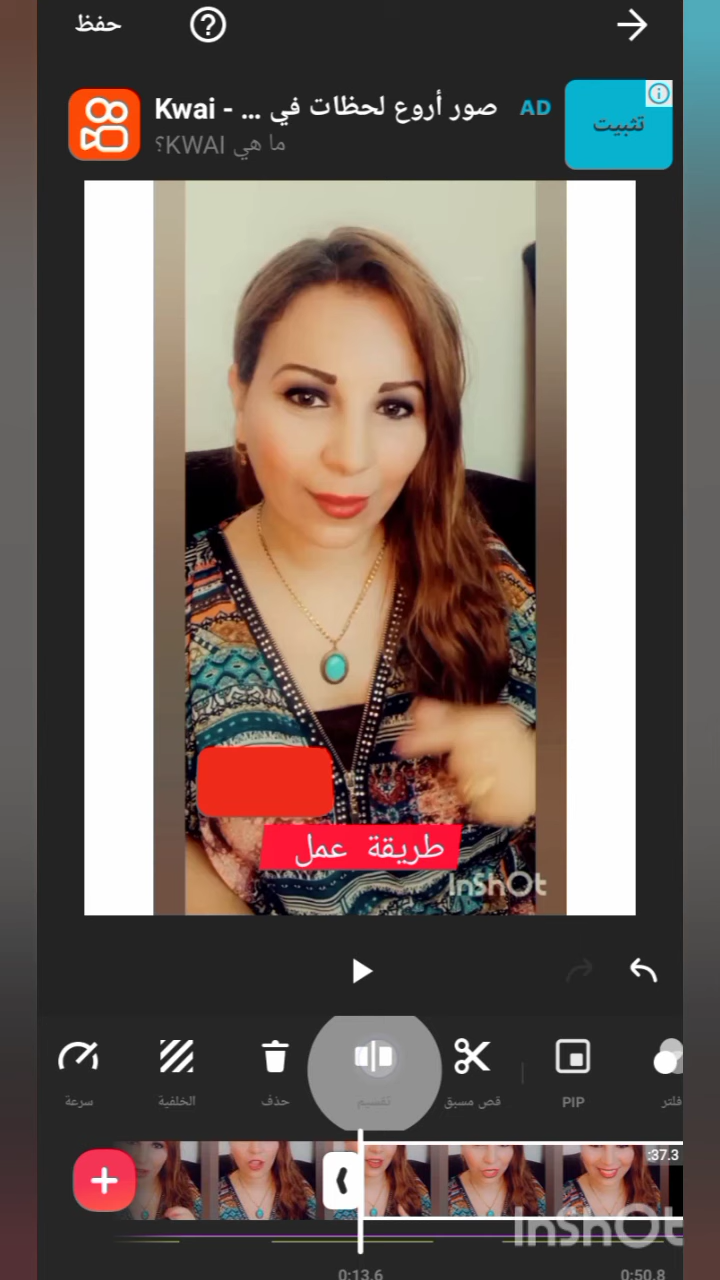 حفظ
صور أروع لحظات في ... - Kwai
AD
تثبيت
ما هي KWAI؟
طريقة عمل
InShOt
سرعة
الخلفية
حذف
تقسيم
قص مسبق
PIP
فلتر
:37.3
InShOt
0:13.6
0:50.8